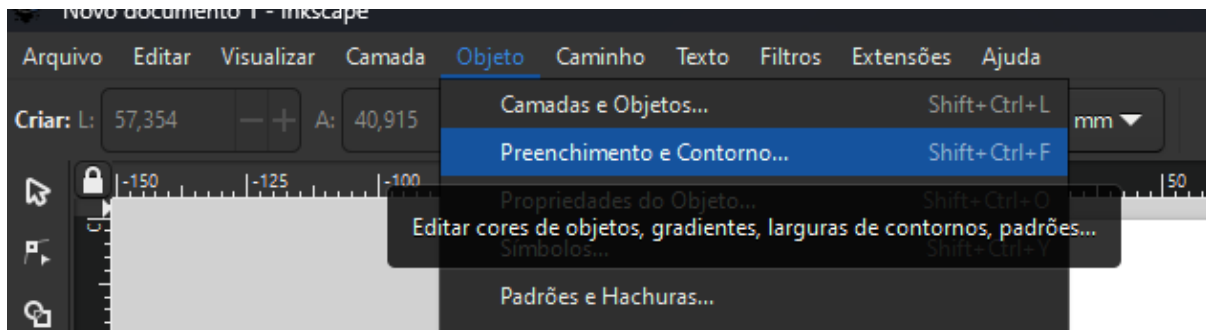 Novo documento 1 - Inkscape
Arquivo Editar Visualizar Camada Objeto Caminho Texto Filtros Extensões Ajuda
Criar: L: 57,354 A: 40,915 mm
Camadas e Objetos... Shift+Ctrl+L
Preenchimento e Contorno... Shift+Ctrl+F
-150 -125 -100 50
Propriedades do Objeto... Shift+Ctrl+O
Editar cores de objetos, gradientes, larguras de contornos, padrões...
Símbolos... Shift+Ctrl+Y
Padrões e Hachuras...